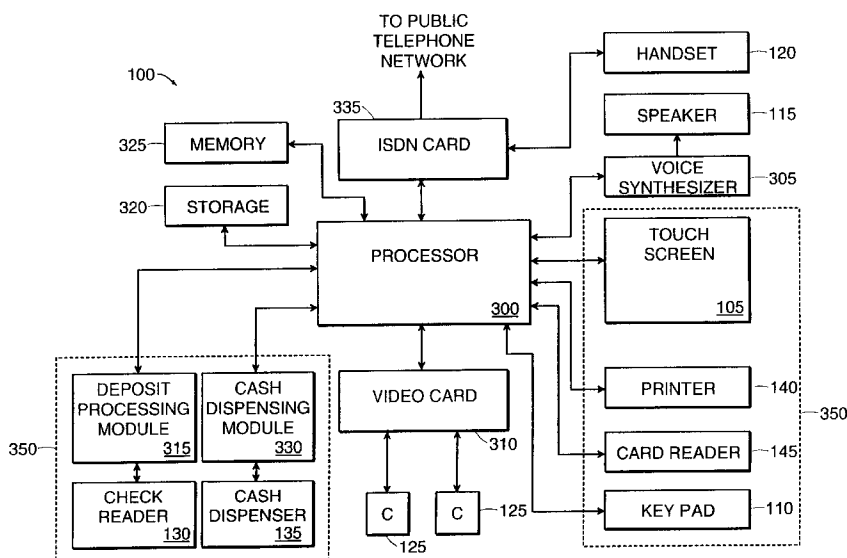 TO PUBLIC
TELEPHONE
NETWORK
100
335
HANDSET
120
ISDN CARD
SPEAKER
115
325
MEMORY
VOICE
SYNTHESIZER
305
320
STORAGE
PROCESSOR
300
TOUCH
SCREEN
105
350
DEPOSIT
PROCESSING
MODULE
315
CASH
DISPENSING
MODULE
330
VIDEO CARD
310
PRINTER
140
350
CARD READER
145
CHECK
READER
130
CASH
DISPENSER
135
C
125
C
125
KEY PAD
110